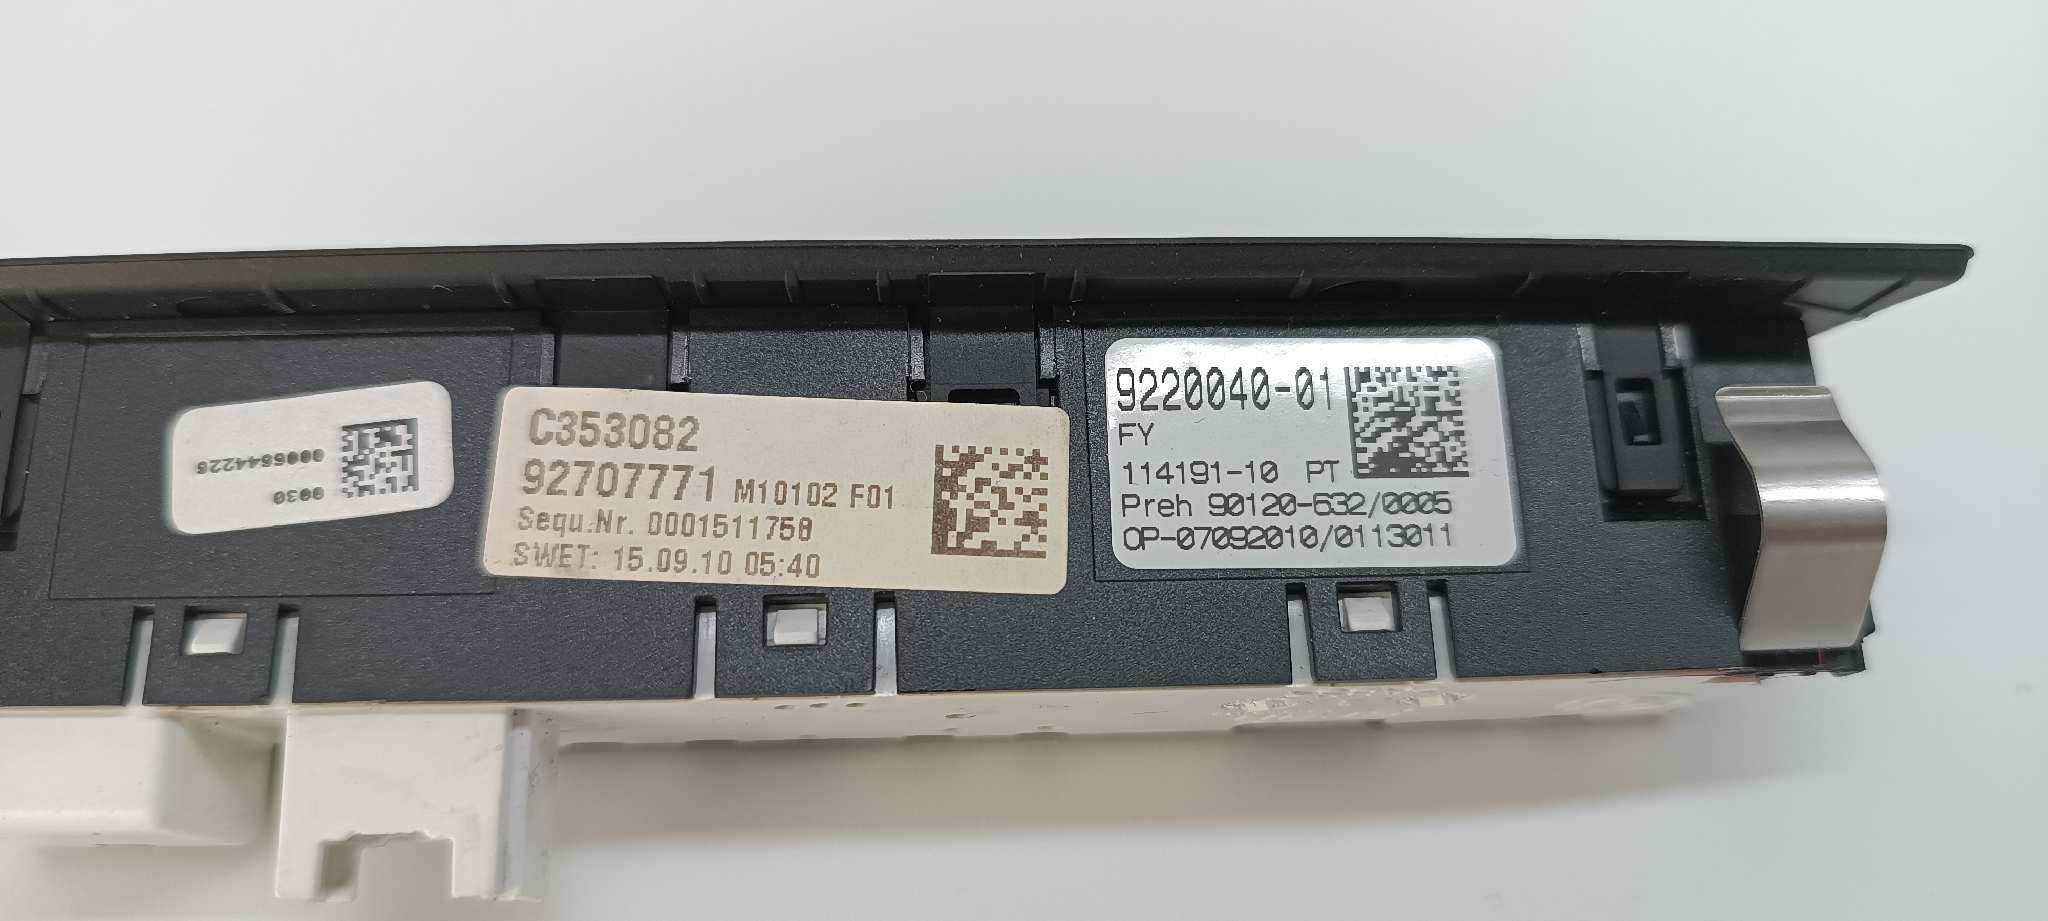 0030
0006544226
C353082
92707771 M10102 F01
Sequ.Nr. 0001511758
SWET: 15.09.10 05:40
9220040-01
FY
114191-10 PT
Preh 90120-632/0005
OP-07092010/0113011